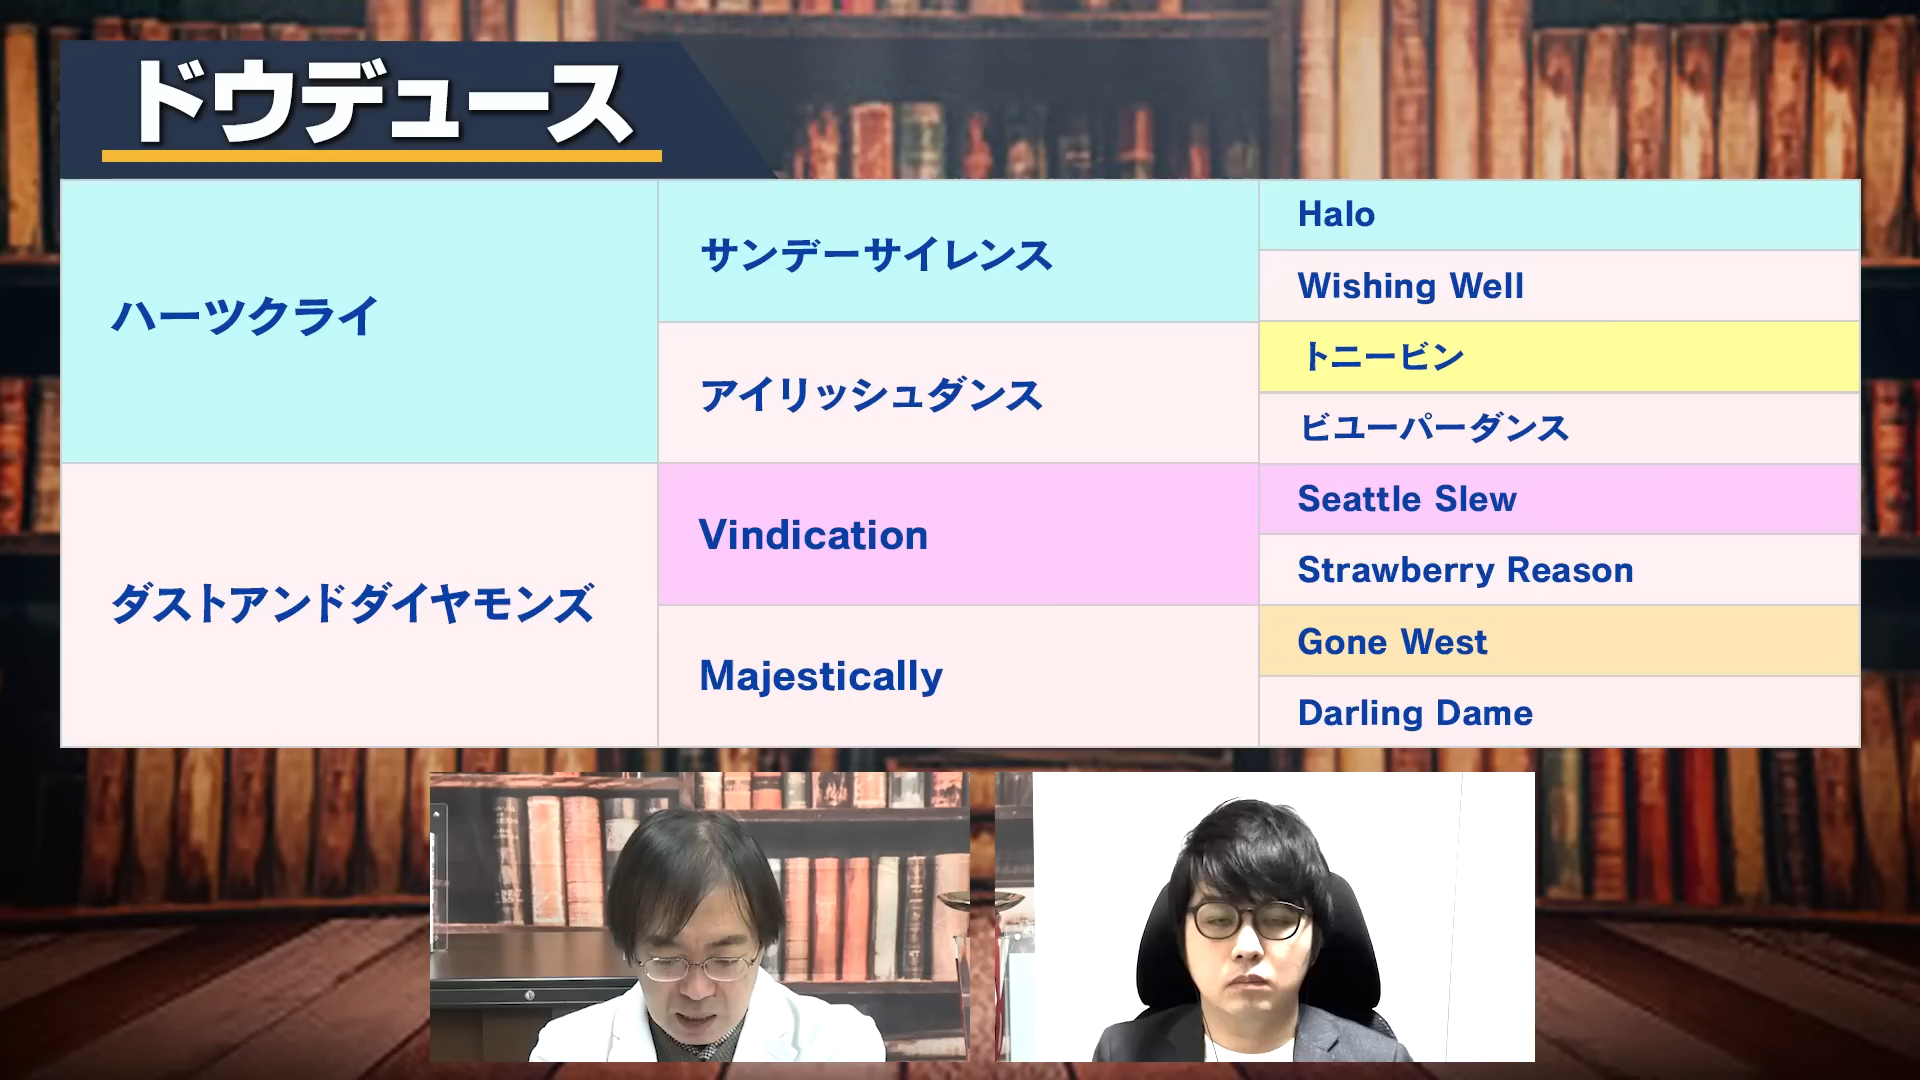 ドウデュース
ハーツクライ
サンデーサイレンス
Halo
Wishing Well
アイリッシュダンス
トニービン
ビユーパーダンス
ダストアンドダイヤモンズ
Vindication
Seattle Slew
Strawberry Reason
Majestically
Gone West
Darling Dame